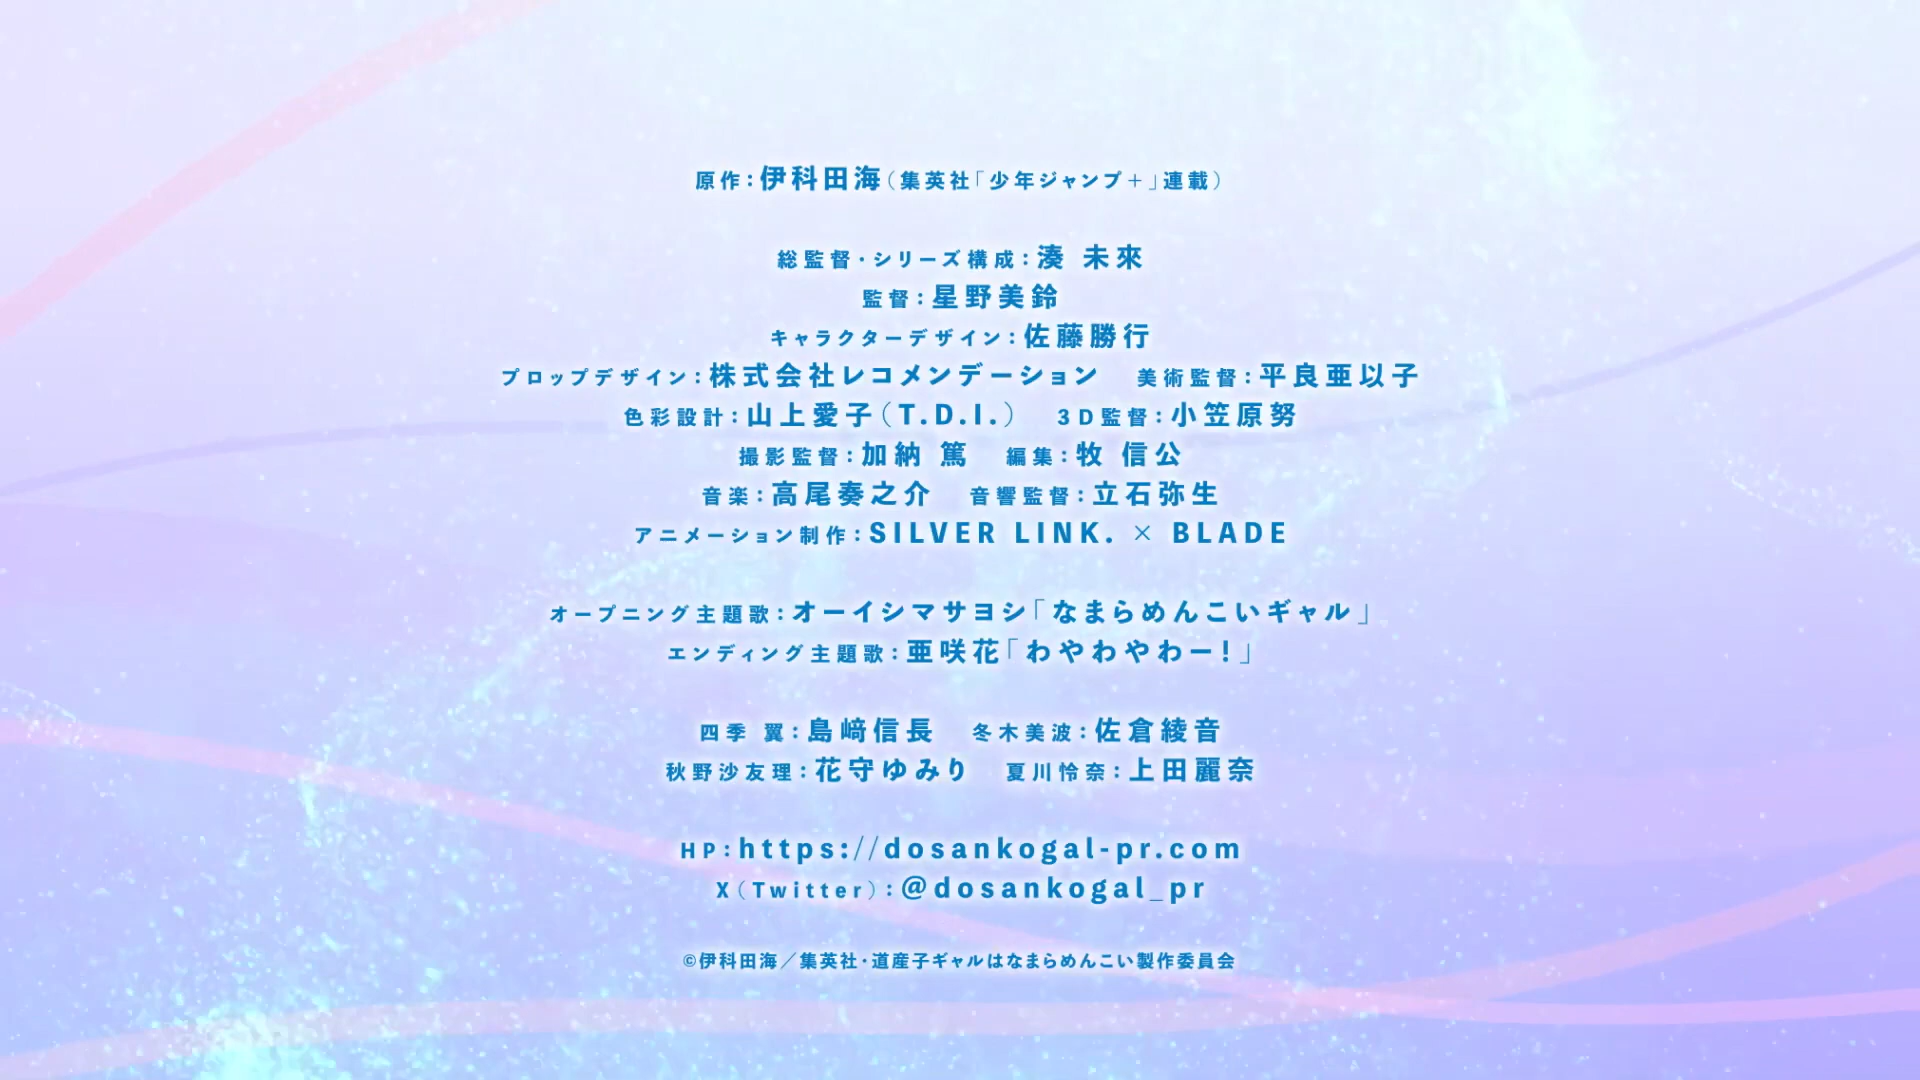 原作：伊科田海（集英社「少年ジャンプ＋」連載）
総監督・シリーズ構成：湊 未來
監督：星野美鈴
キャラクターデザイン：佐藤勝行
プロップデザイン：株式会社レコメンデーション　美術監督：平良亜以子
色彩設計：山上愛子（T.D.I.）　3D監督：小笠原努
撮影監督：加納 篤　編集：牧 信公
音楽：高尾奏之介　音響監督：立石弥生
アニメーション制作：SILVER LINK. × BLADE
オープニング主題歌：オーイシマサヨシ「なまらめんこいギャル」
エンディング主題歌：亜咲花「わやわやわー！」
四季 翼：島﨑信長　冬木美波：佐倉綾音
秋野沙友理：花守ゆみり　夏川怜奈：上田麗奈
HP：https://dosankogal-pr.com
X（Twitter）：@dosankogal_pr
©伊科田海／集英社・道産子ギャルはなまらめんこい製作委員会